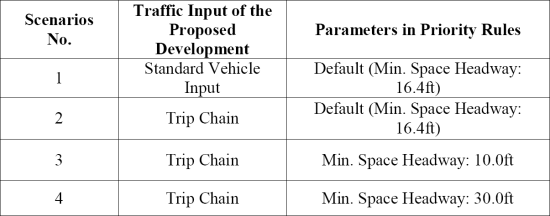 Scenarios No.
Traffic Input of the Proposed Development
Parameters in Priority Rules
1
Standard Vehicle Input
Default (Min. Space Headway: 16.4ft)
2
Trip Chain
Default (Min. Space Headway: 16.4ft)
3
Trip Chain
Min. Space Headway: 10.0ft
4
Trip Chain
Min. Space Headway: 30.0ft